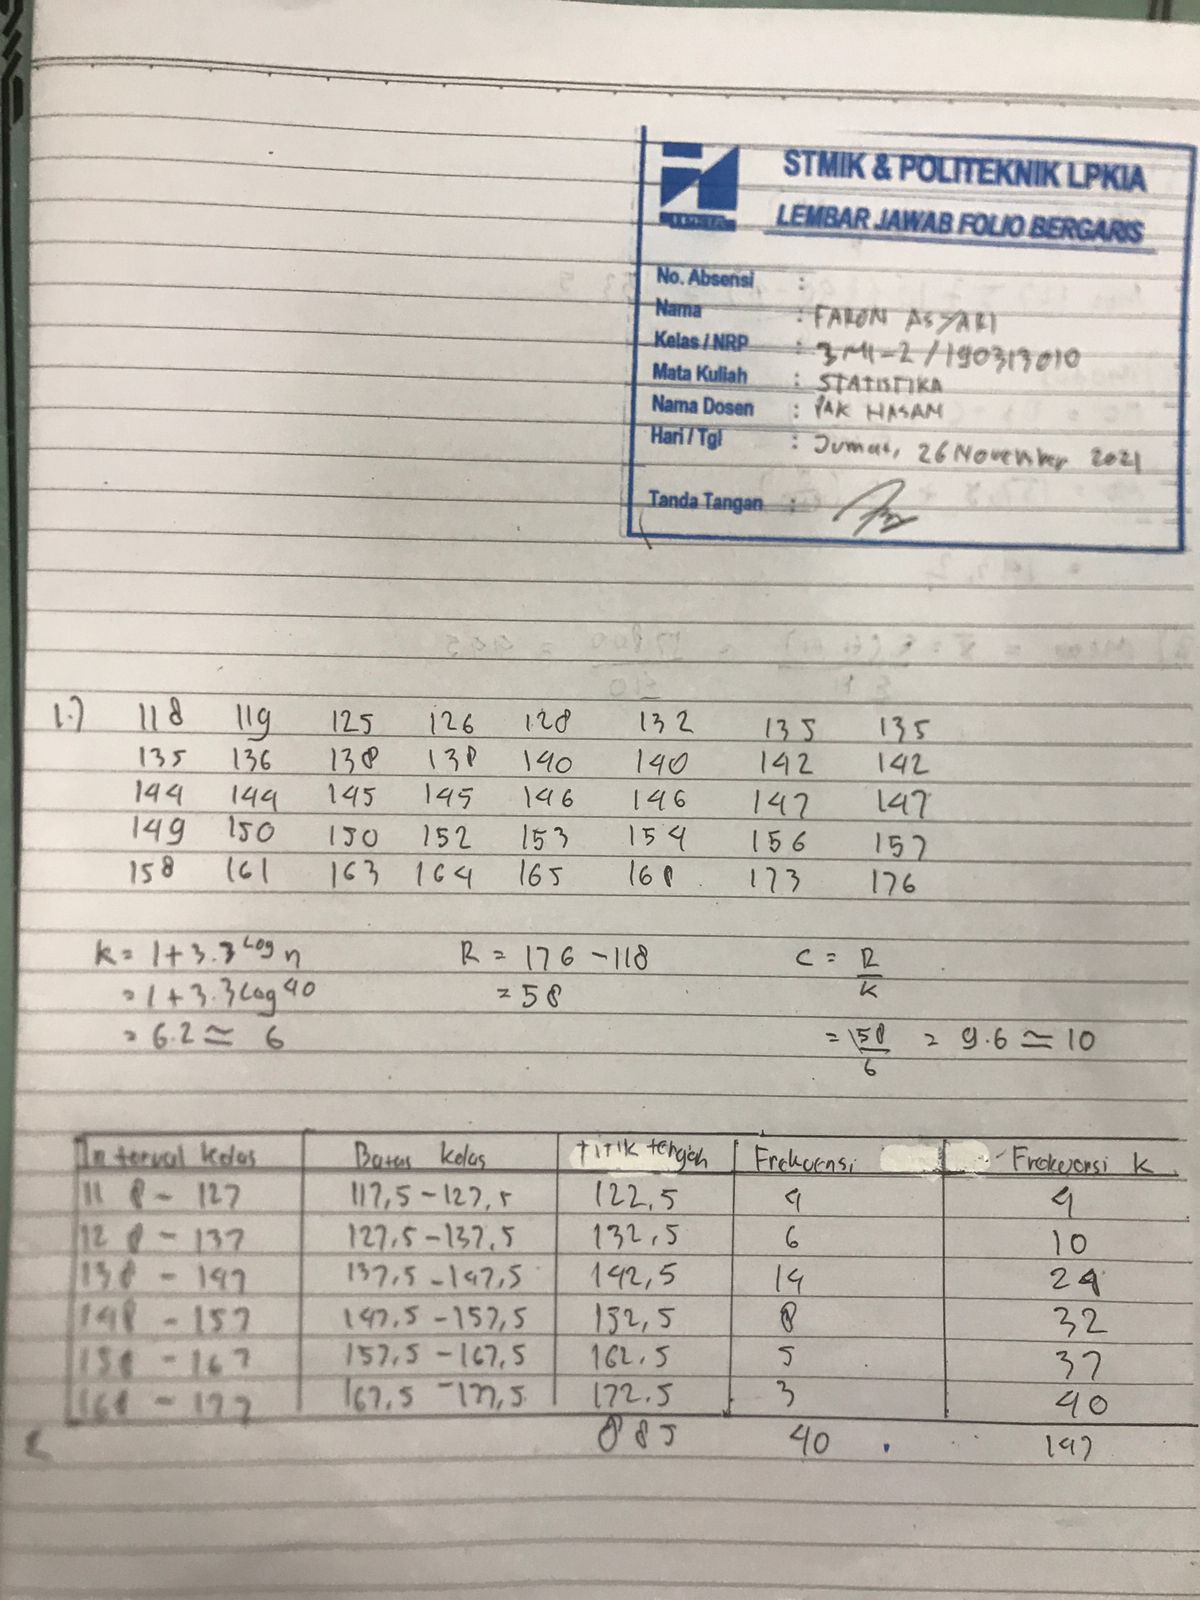 STMIK & POLITEKNIK LPKIA
LEMBAR JAWAB FOLIO BERGARIS
No. Absensi :
Nama : FARON ASYARI
Kelas / NRP : 3MI-2 / 190313010
Mata Kuliah : STATISTIKA
Nama Dosen : PAK HASAM
Hari / Tgl : Jumat, 26 November 2021
Tanda Tangan :
1.) 118 119 125 126 128 132 135 135
135 136 138 138 140 140 142 142
144 144 145 145 146 146 147 147
149 150 150 152 153 154 156 157
158 161 163 164 165 168 173 176
K = 1 + 3.3 Log n R = 176 - 118 C = R/K
= 1 + 3.3 Log 40 = 58
= 6.2 ≃ 6 = 58/6 = 9.6 ≃ 10
Interval kelas Batas kelas Titik tengah Frekuensi Frekuensi K
118 - 127 117,5 - 127,5 122,5 4 4
128 - 137 127,5 - 137,5 132,5 6 10
138 - 147 137,5 - 147,5 142,5 14 24
148 - 157 147,5 - 157,5 152,5 8 32
158 - 167 157,5 - 167,5 162.5 5 37
168 - 177 167,5 - 177,5 172.5 3 40
885 40 147